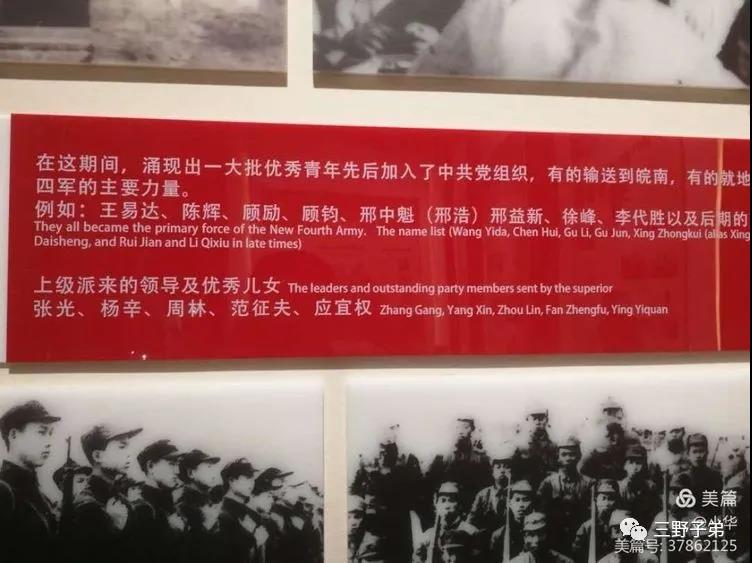 在这期间，涌现出一大批优秀青年先后加入了中共党组织，有的输送到皖南，有的就地
四军的主要力量。
例如：王易达、陈辉、顾励、顾钧、邢中魁（邢浩）邢益新、徐峰、李代胜以及后期的
They all became the primary force of the New Fourth Army. The name list (Wang Yida, Chen Hui, Gu Li, Gu Jun, Xing Zhongkui (alias Xing
Daisheng, and Rui Jian and Li Qixiu in late times)
上级派来的领导及优秀儿女 The leaders and outstanding party members sent by the superior
张光、杨辛、周林、范征夫、应宜权 Zhang Gang, Yang Xin, Zhou Lin, Fan Zhengfu, Ying Yiquan
美篇
@小华
三野子弟
美篇号: 37862125